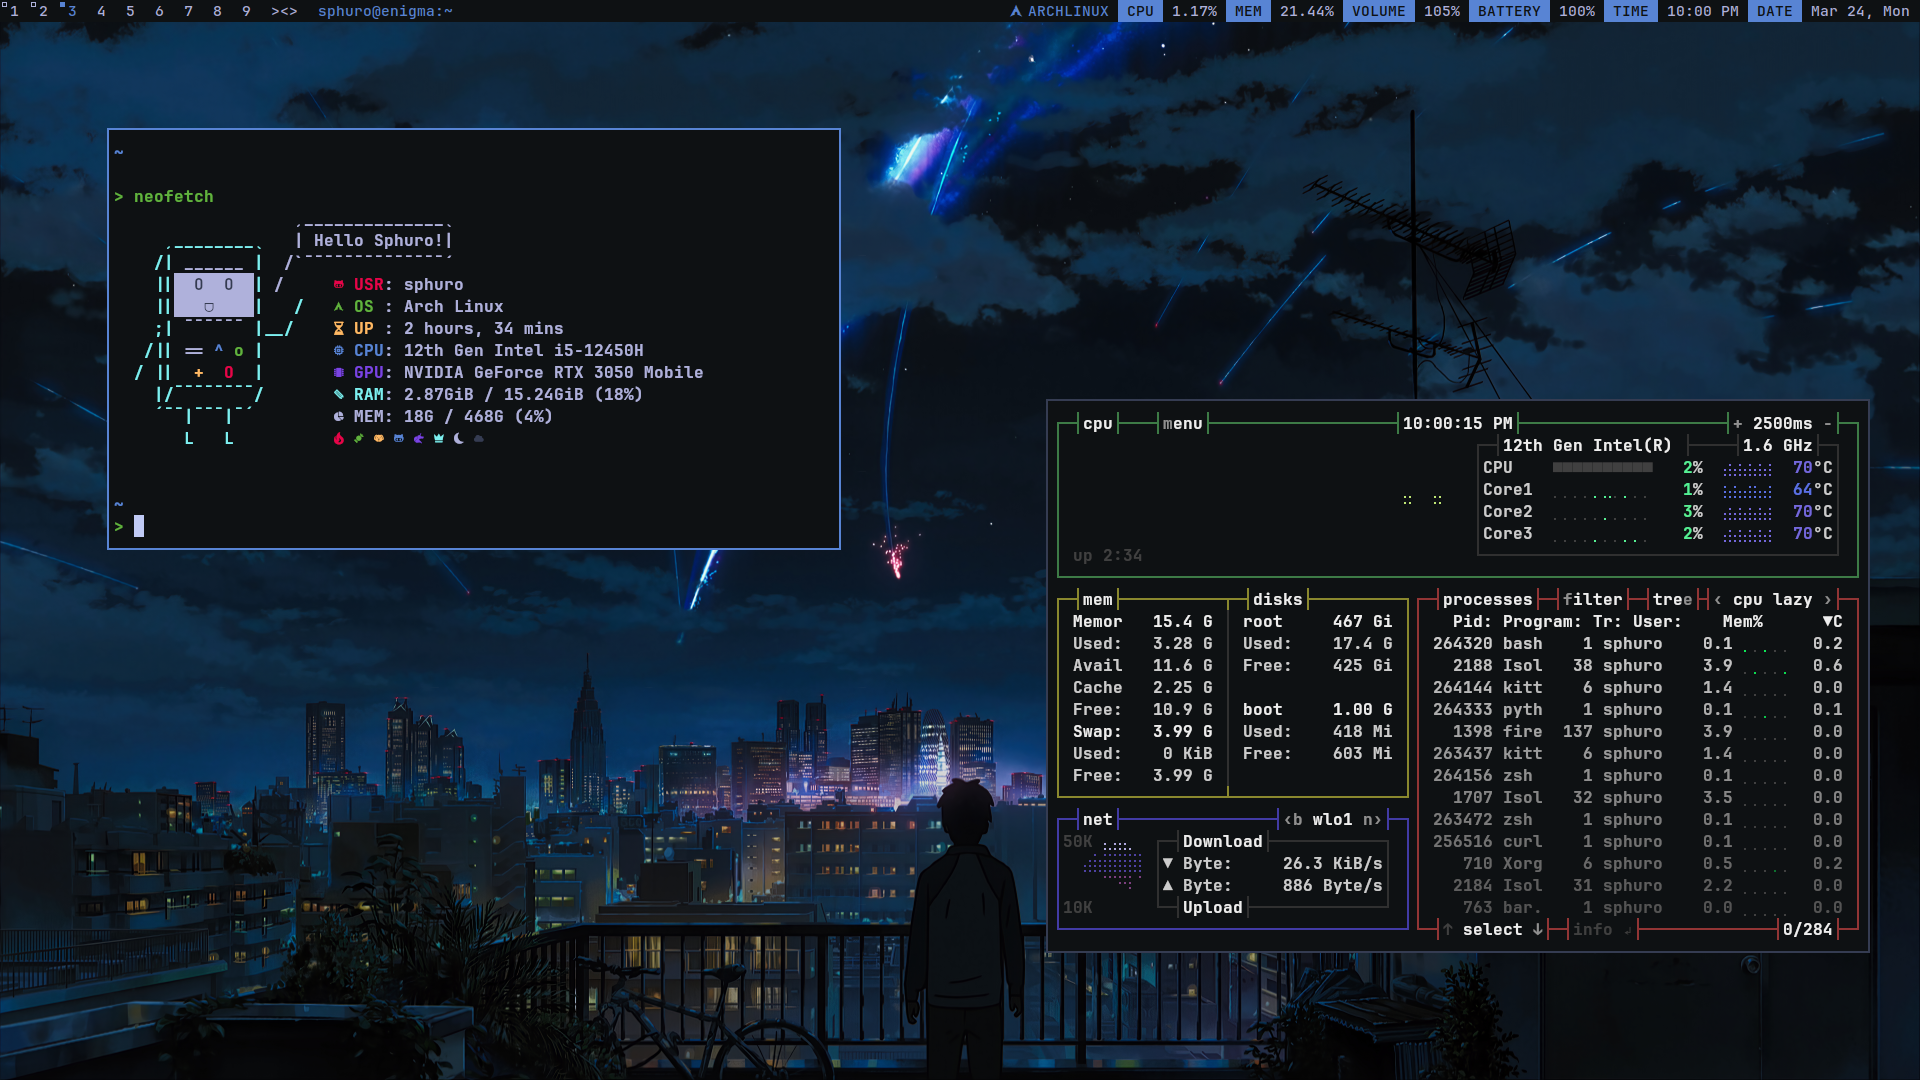 1 2 3 4 5 6 7 8 9 ><> sphuro@enigma:~ ARCHLINUX CPU 1.17% MEM 21.44% VOLUME 105% BATTERY 100% TIME 10:00 PM DATE Mar 24, Mon
~
> neofetch
Hello Sphuro!
USR: sphuro
OS : Arch Linux
UP : 2 hours, 34 mins
CPU: 12th Gen Intel i5-12450H
GPU: NVIDIA GeForce RTX 3050 Mobile
RAM: 2.87GiB / 15.24GiB (18%)
MEM: 18G / 468G (4%)
~
>
cpu menu 10:00:15 PM + 2500ms -
12th Gen Intel(R) 1.6 GHz
CPU 2% 70°C
Core1 1% 64°C
Core2 3% 70°C
Core3 2% 70°C
up 2:34
mem
Memor 15.4 G
Used: 3.28 G
Avail 11.6 G
Cache 2.25 G
Free: 10.9 G
Swap: 3.99 G
Used: 0 KiB
Free: 3.99 G
disks
root 467 Gi
Used: 17.4 G
Free: 425 Gi
boot 1.00 G
Used: 418 Mi
Free: 603 Mi
net ‹b wlo1 n›
50K
Download
▼ Byte: 26.3 KiB/s
▲ Byte: 886 Byte/s
10K
Upload
processes filter tree ‹ cpu lazy ›
Pid: Program: Tr: User: Mem% ▼C
264320 bash 1 sphuro 0.1 0.2
2188 Isol 38 sphuro 3.9 0.6
264144 kitt 6 sphuro 1.4 0.0
264333 pyth 1 sphuro 0.1 0.1
1398 fire 137 sphuro 3.9 0.0
263437 kitt 6 sphuro 1.4 0.0
264156 zsh 1 sphuro 0.1 0.0
1707 Isol 32 sphuro 3.5 0.0
263472 zsh 1 sphuro 0.1 0.0
256516 curl 1 sphuro 0.1 0.0
710 Xorg 6 sphuro 0.5 0.2
2184 Isol 31 sphuro 2.2 0.0
763 bar. 1 sphuro 0.0 0.0
↑ select ↓ info ↲ 0/284